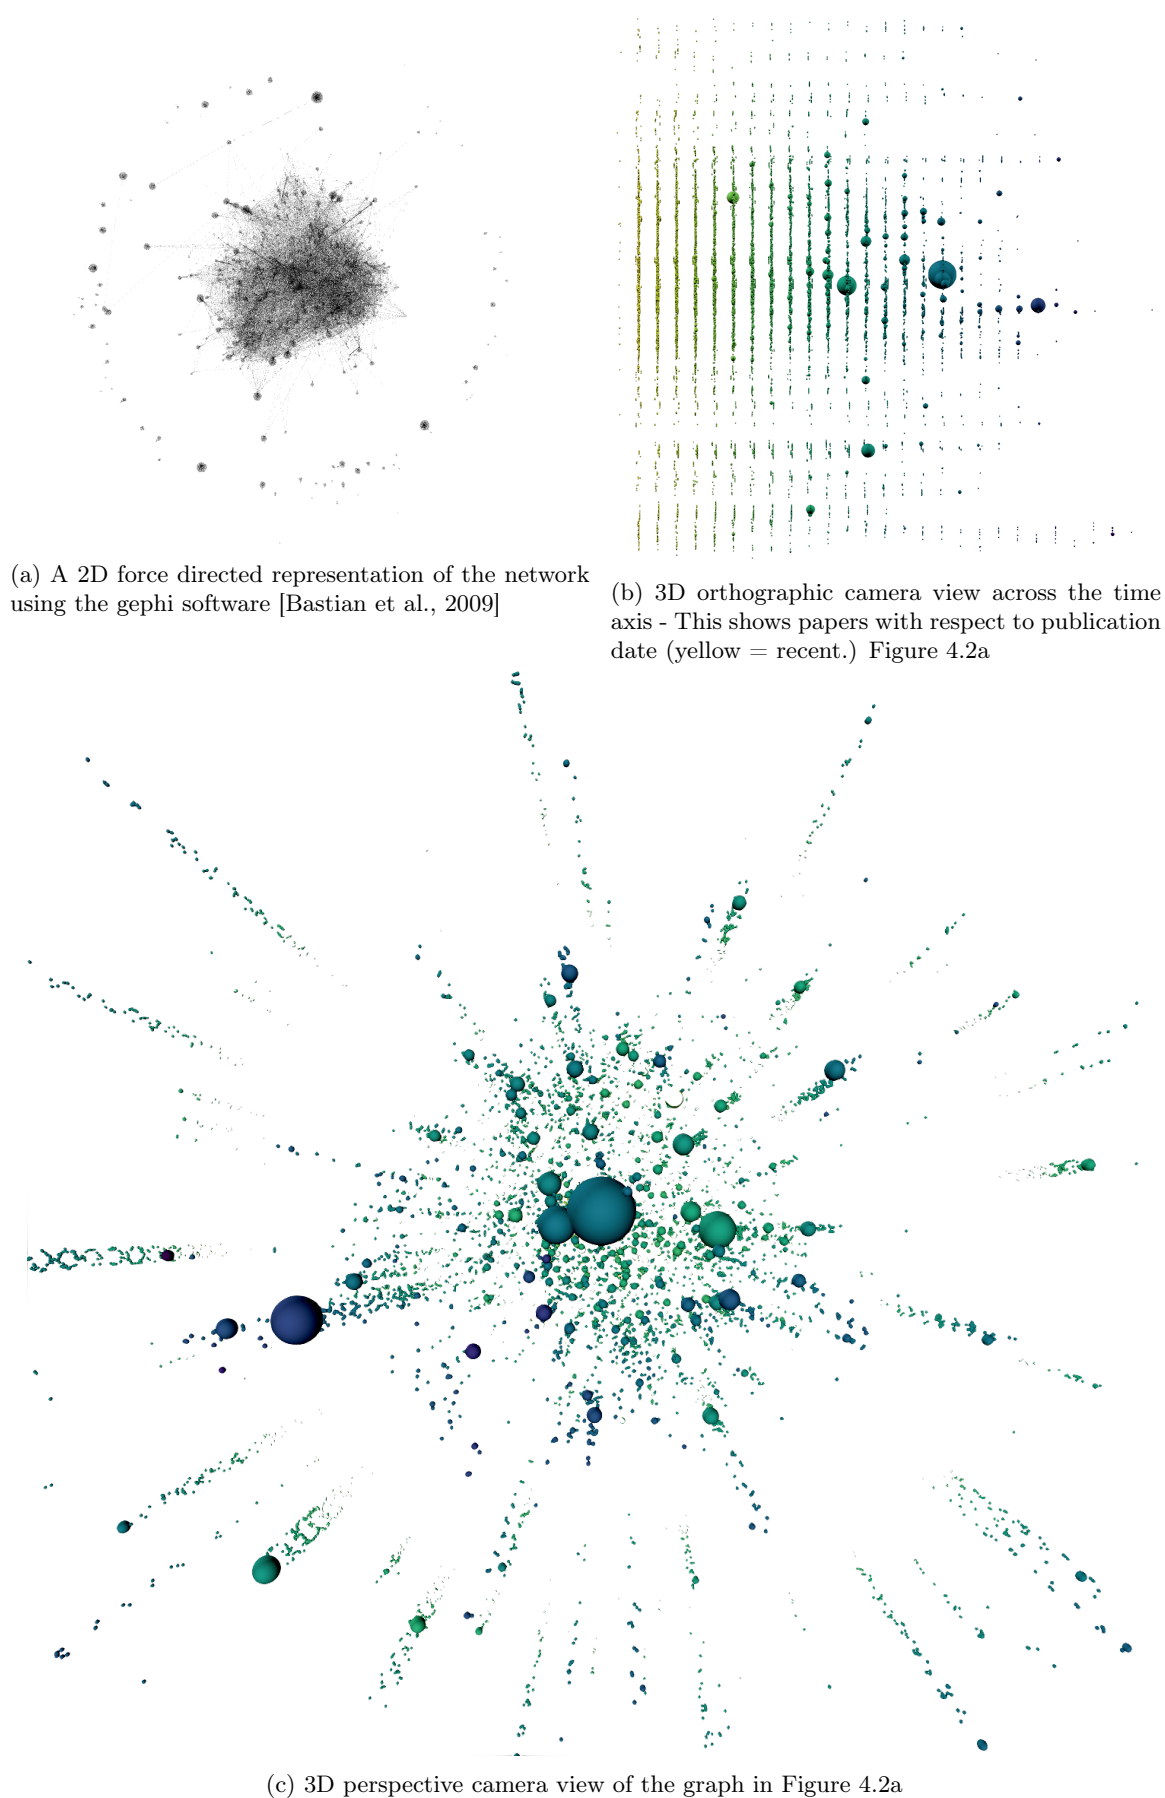 (a) A 2D force directed representation of the network
using the gephi software [Bastian et al., 2009]
(b) 3D orthographic camera view across the time
axis - This shows papers with respect to publication
date (yellow = recent.) Figure 4.2a
(c) 3D perspective camera view of the graph in Figure 4.2a